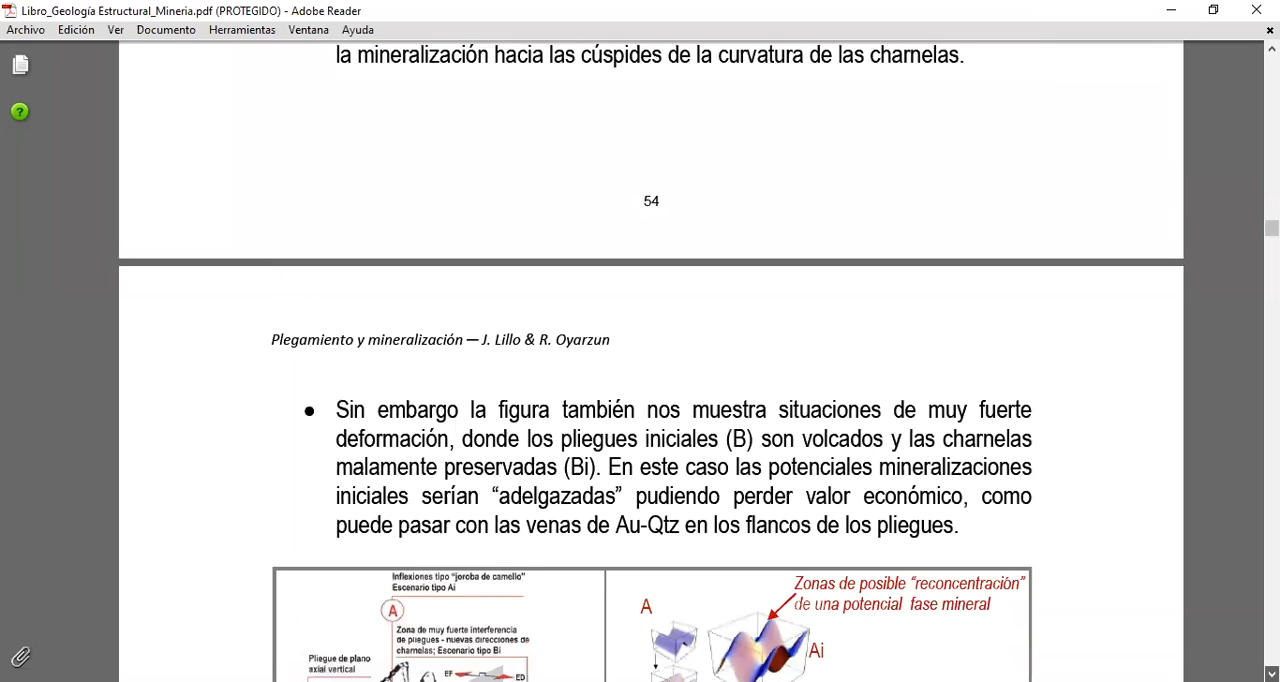 Libro_Geología Estructural_Mineria.pdf (PROTEGIDO) - Adobe Reader
Archivo Edición Ver Documento Herramientas Ventana Ayuda
la mineralización hacia las cúspides de la curvatura de las charnelas.
54
Plegamiento y mineralización — J. Lillo & R. Oyarzun
● Sin embargo la figura también nos muestra situaciones de muy fuerte
deformación, donde los pliegues iniciales (B) son volcados y las charnelas
malamente preservadas (Bi). En este caso las potenciales mineralizaciones
iniciales serían “adelgazadas” pudiendo perder valor económico, como
puede pasar con las venas de Au-Qtz en los flancos de los pliegues.
Inflexiones tipo “joroba de camello”
Escenario tipo Ai
A
Zona de muy fuerte interferencia
de pliegues - nuevas direcciones de
charnelas; Escenario tipo Bi
Pliegue de plano
axial vertical
EF
ED
Zonas de posible “reconcentración”
de una potencial fase mineral
A
Ai